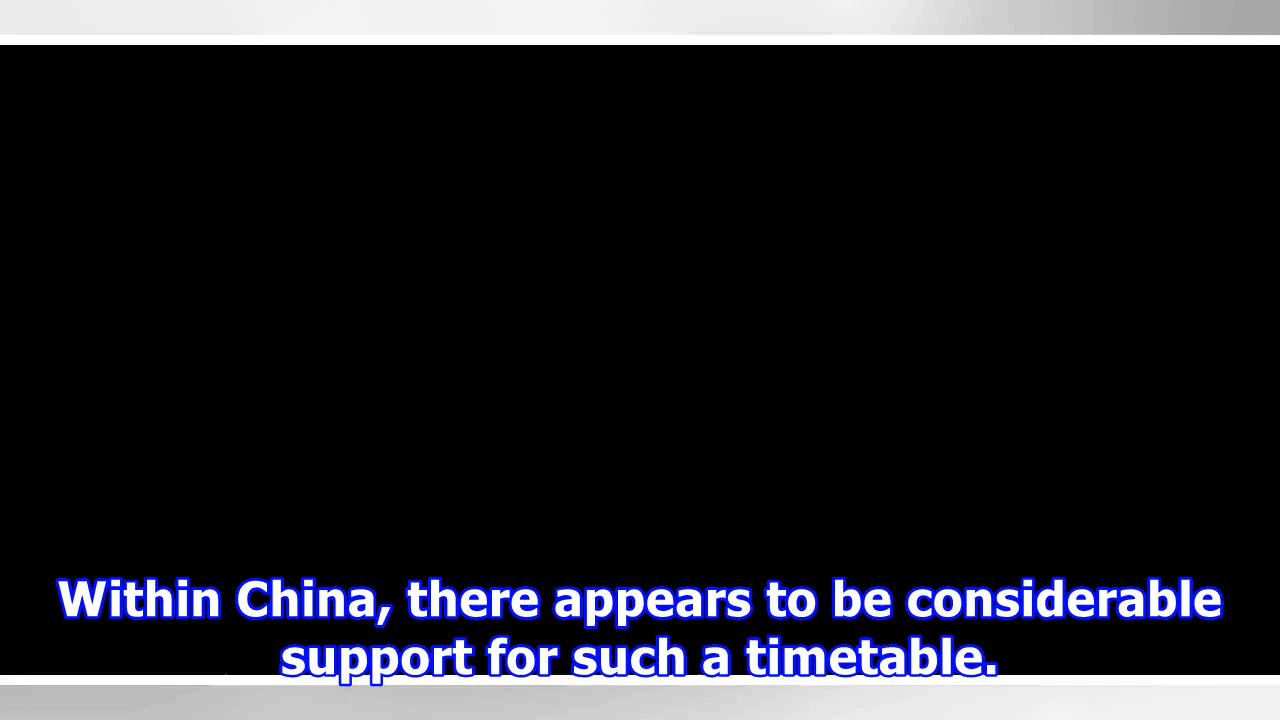 Within China, there appears to be considerable
support for such a timetable.